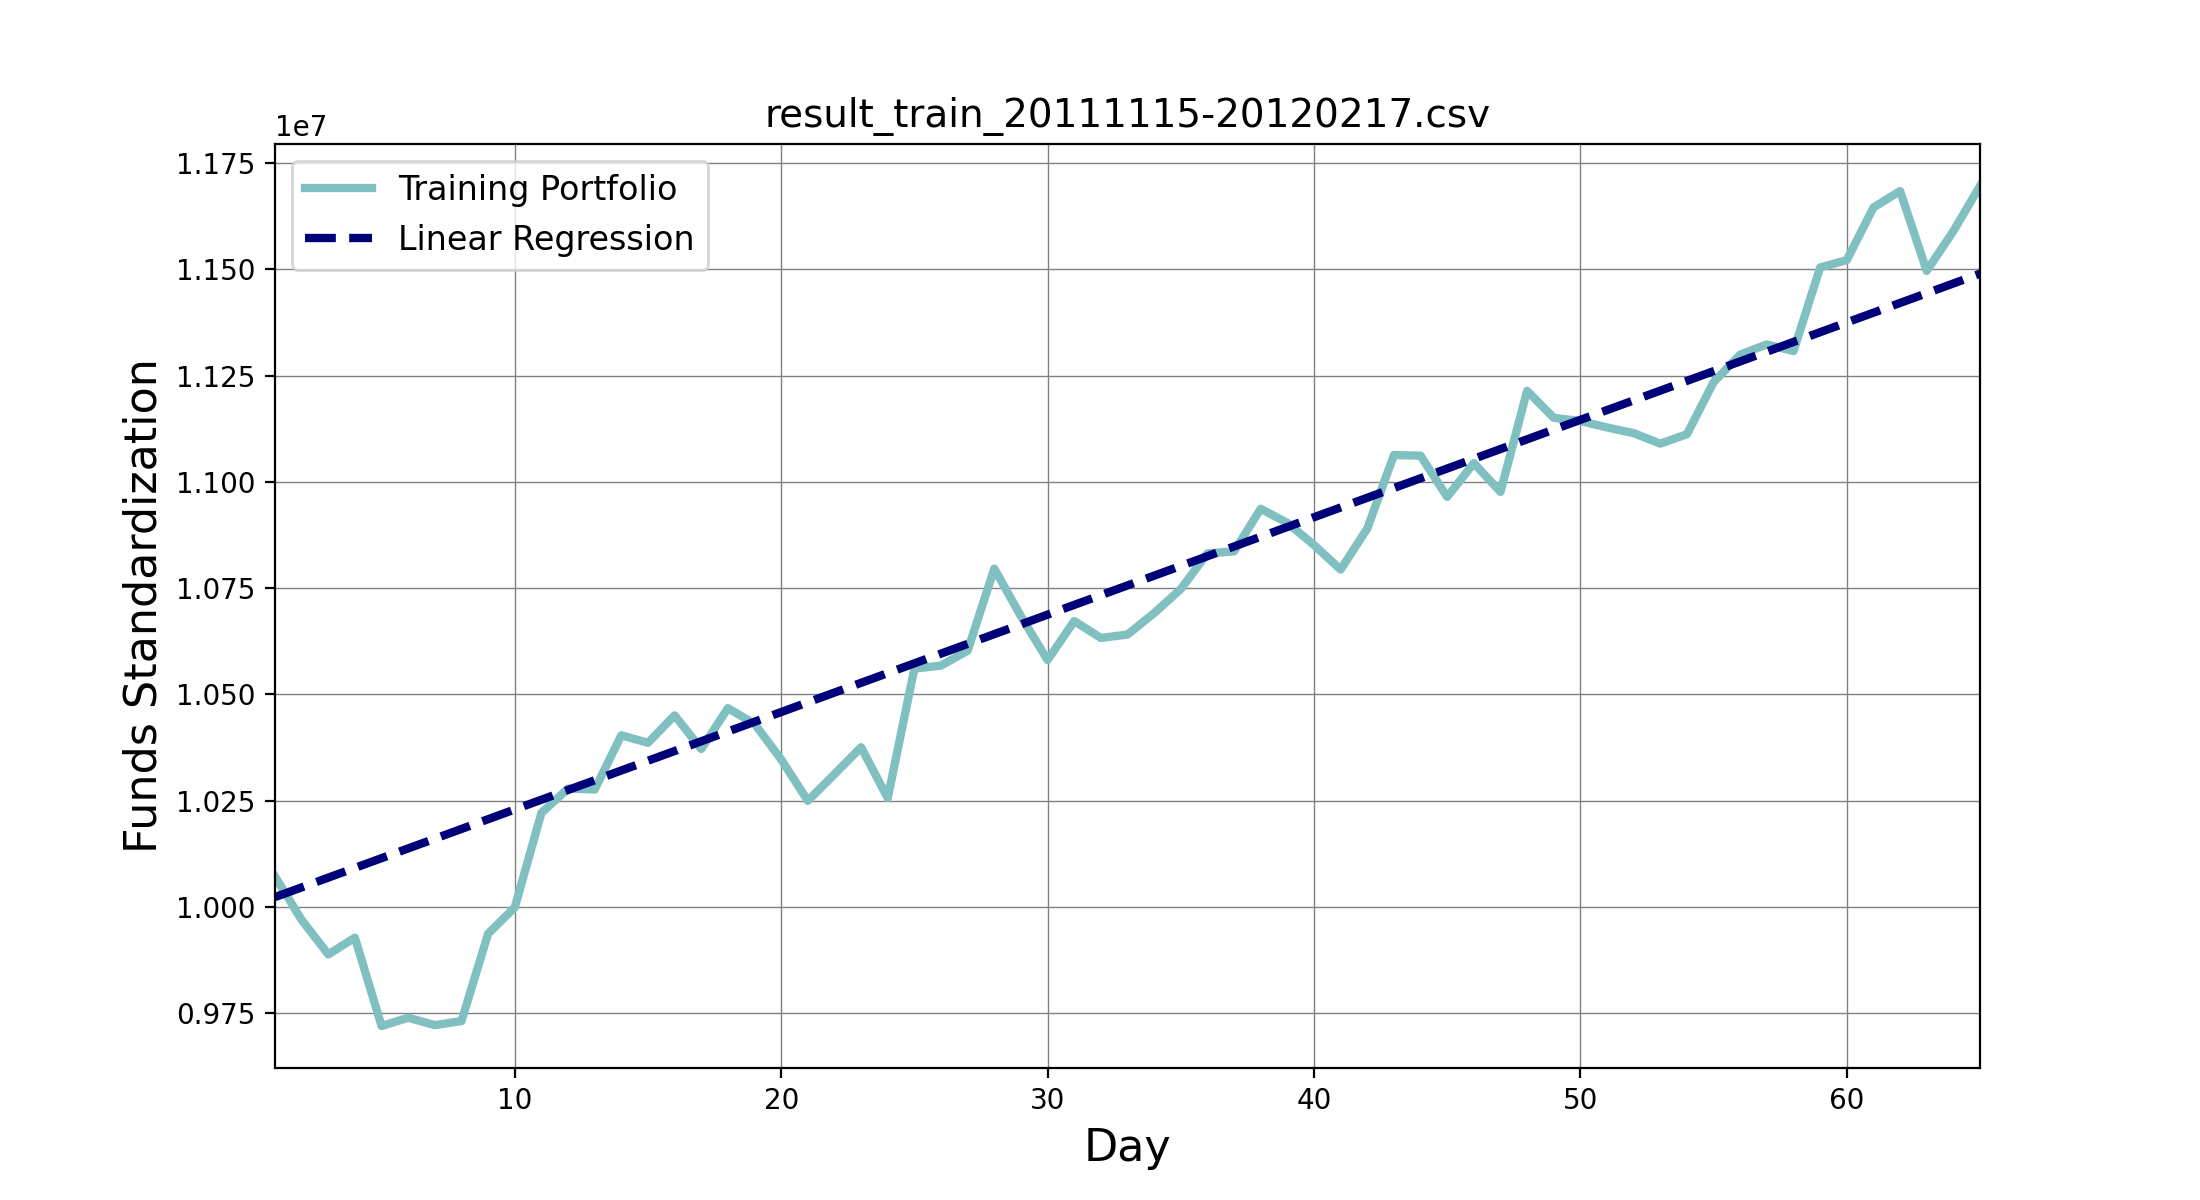 result_train_20111115-20120217.csv
1e7
Training Portfolio
Linear Regression
1.175
1.150
1.125
1.100
1.075
1.050
1.025
1.000
0.975
Funds Standardization
10 20 30 40 50 60
Day